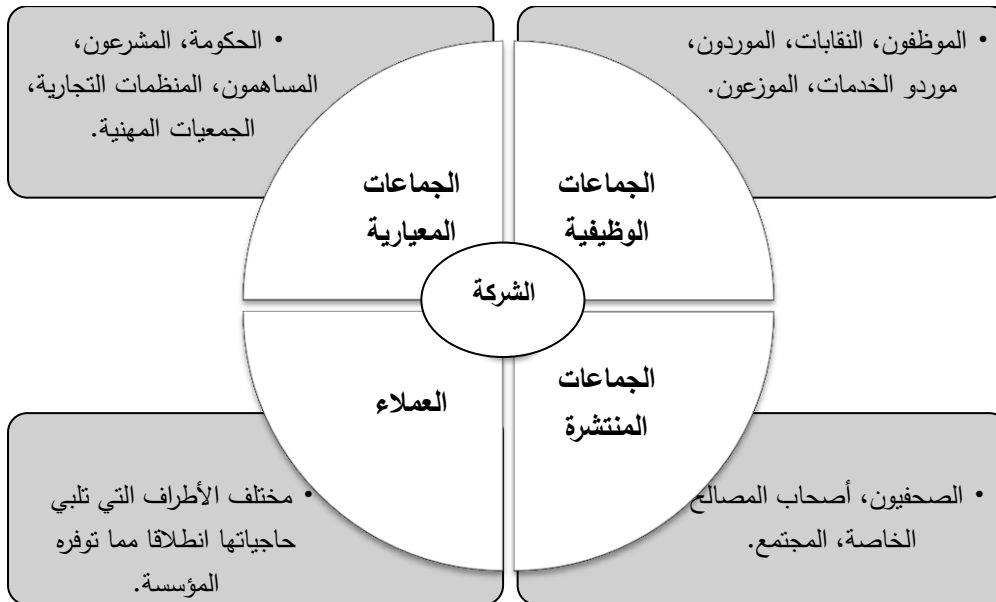 • الموظفون، النقابات، الموردون،
موردو الخدمات، الموزعون.
• الحكومة، المشرعون،
المساهمون، المنظمات التجارية،
الجمعيات المهنية.
الجماعات
الوظيفية
الجماعات
المعيارية
الشركة
الجماعات
المنتشرة
العملاء
• الصحفيون، أصحاب المصالح
الخاصة، المجتمع.
• مختلف الأطراف التي تلبي
حاجياتها انطلاقا مما توفره
المؤسسة.